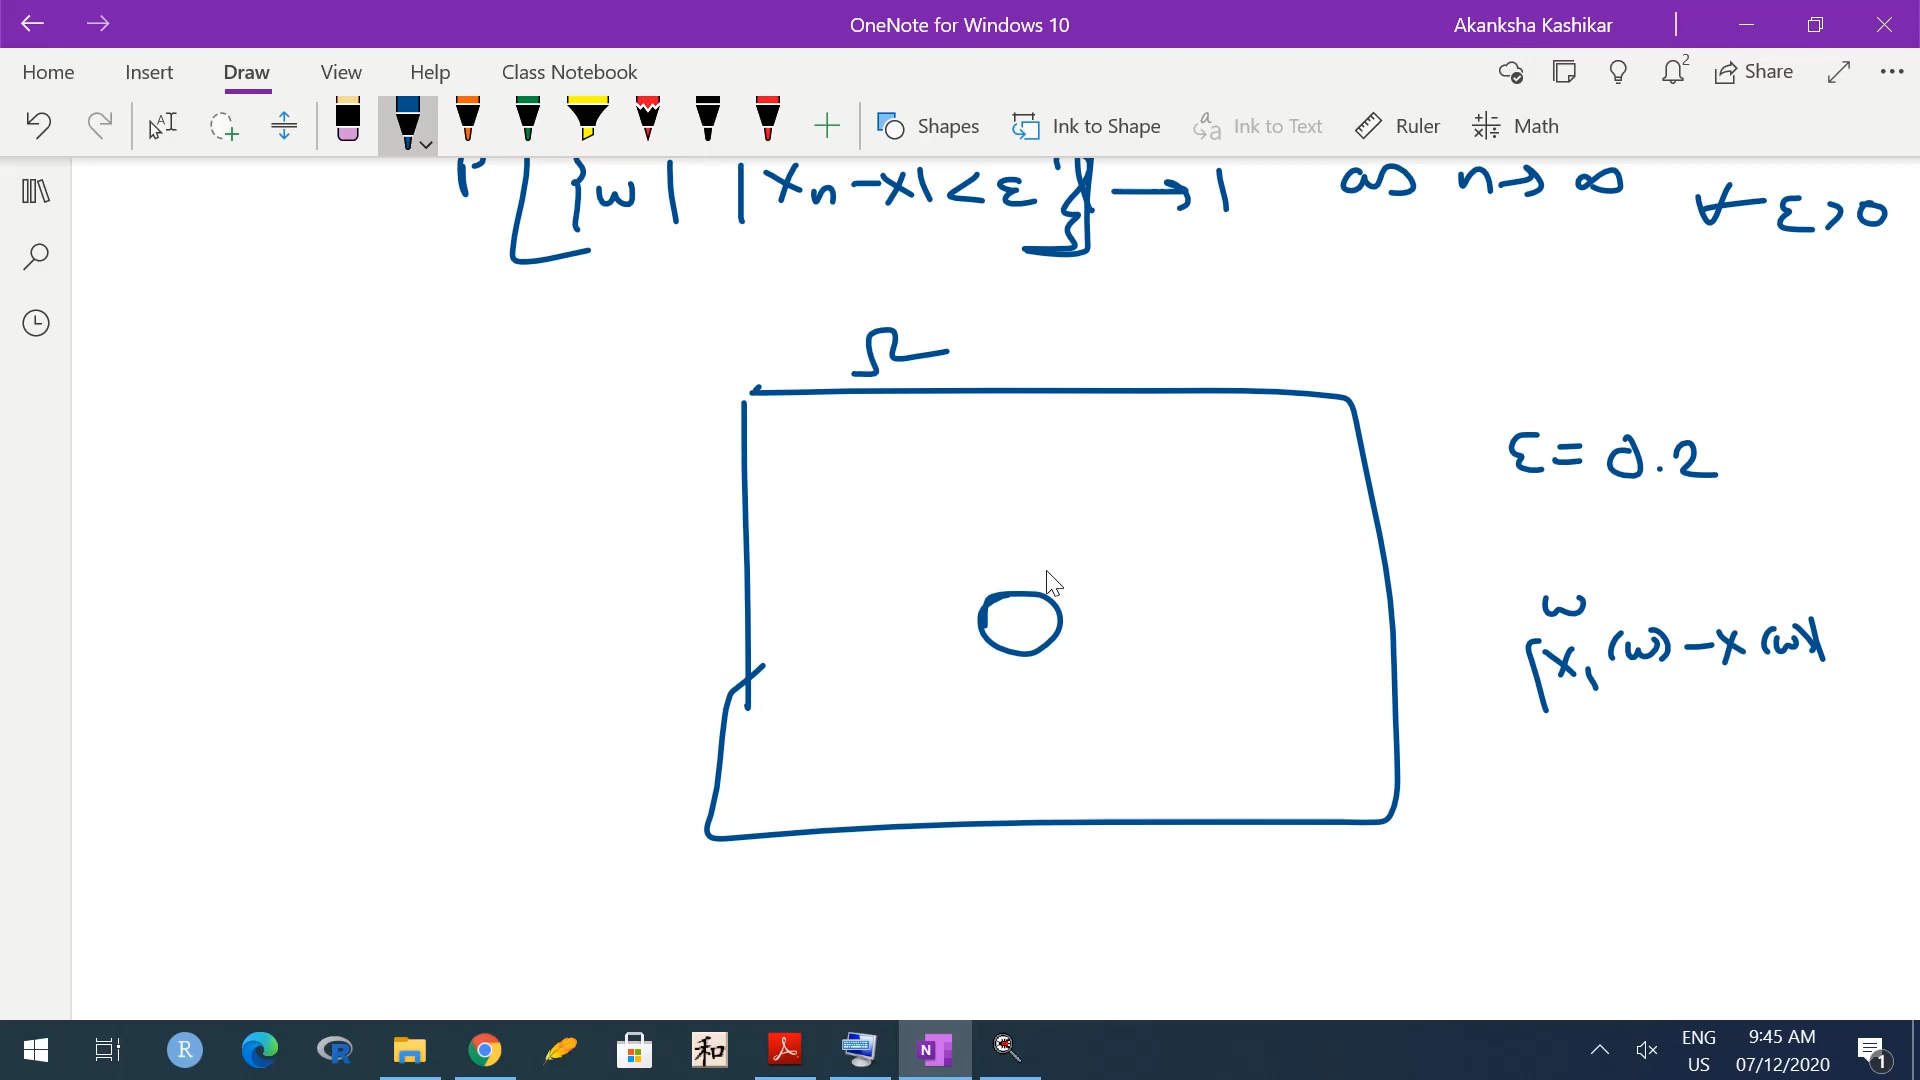 OneNote for Windows 10
Akanksha Kashikar
Home Insert Draw View Help Class Notebook
2
Share
Shapes
Ink to Shape
Ink to Text
Ruler
Math
P[{ω| |Xn-X|<ε}]→1 as n→∞ ∀ε>0
Ω
ε=0.2
ω
|X₁(ω)-X(ω)|
ENG
US
9:45 AM
07/12/2020
1